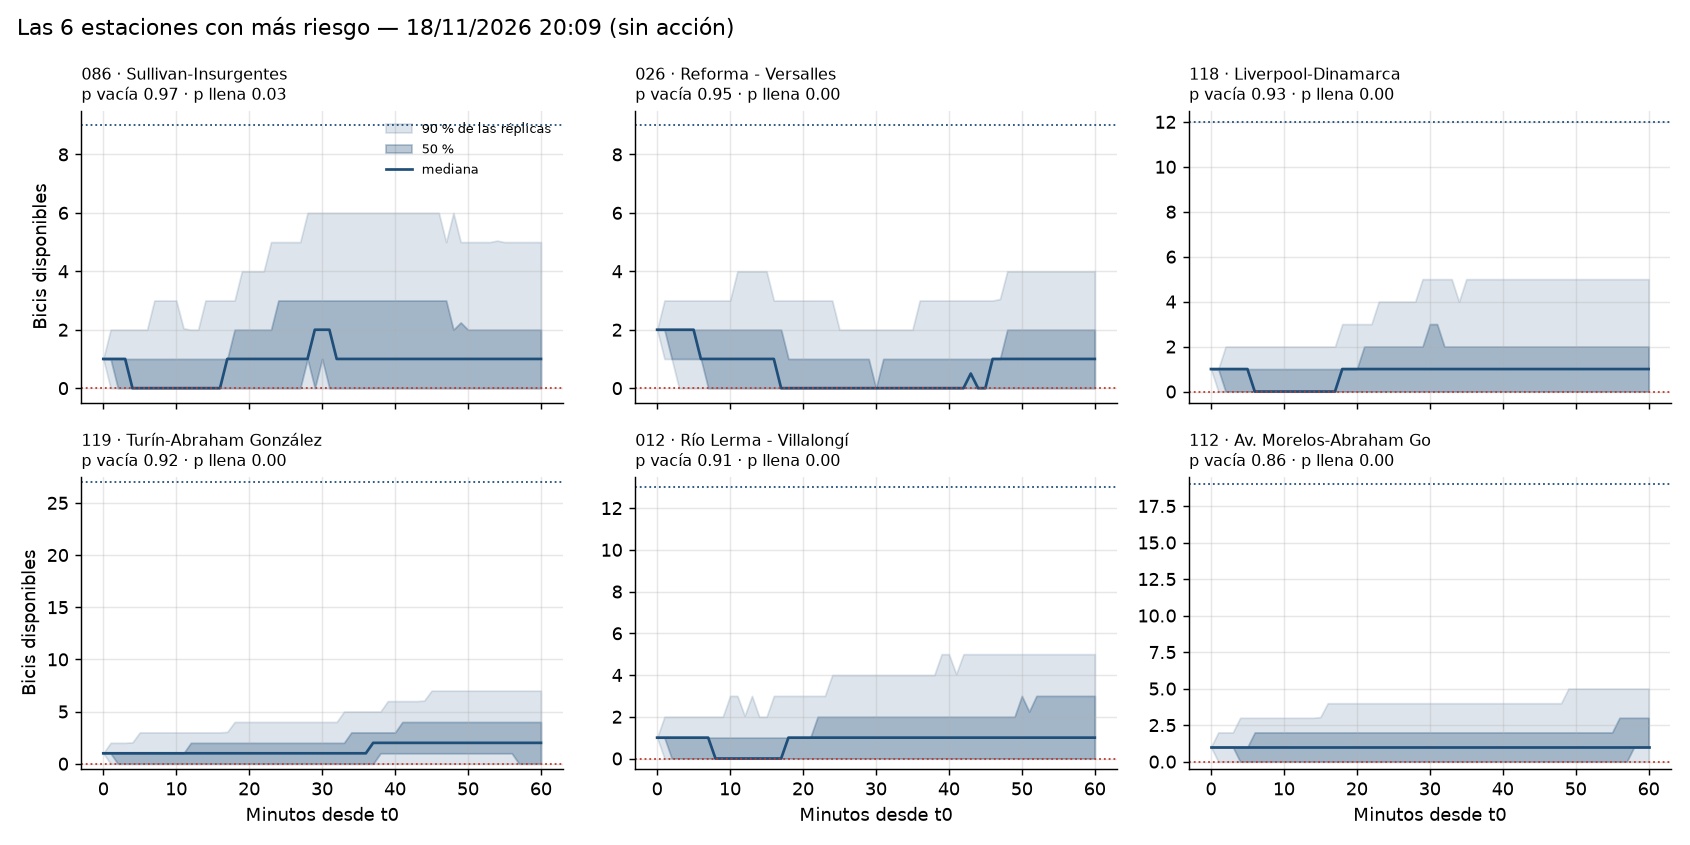 Las 6 estaciones con más riesgo — 18/11/2026 20:09 (sin acción)
086 · Sullivan-Insurgentes
p vacía 0.97 · p llena 0.03
026 · Reforma - Versalles
p vacía 0.95 · p llena 0.00
118 · Liverpool-Dinamarca
p vacía 0.93 · p llena 0.00
Bicis disponibles
8
6
4
2
0
90 % de las réplicas
50 %
mediana
8
6
4
2
0
12
10
8
6
4
2
0
119 · Turín-Abraham González
p vacía 0.92 · p llena 0.00
012 · Río Lerma - Villalongí
p vacía 0.91 · p llena 0.00
112 · Av. Morelos-Abraham Go
p vacía 0.86 · p llena 0.00
Bicis disponibles
25
20
15
10
5
0
12
10
8
6
4
2
0
17.5
15.0
12.5
10.0
7.5
5.0
2.5
0.0
0 10 20 30 40 50 60
0 10 20 30 40 50 60
0 10 20 30 40 50 60
Minutos desde t0
Minutos desde t0
Minutos desde t0